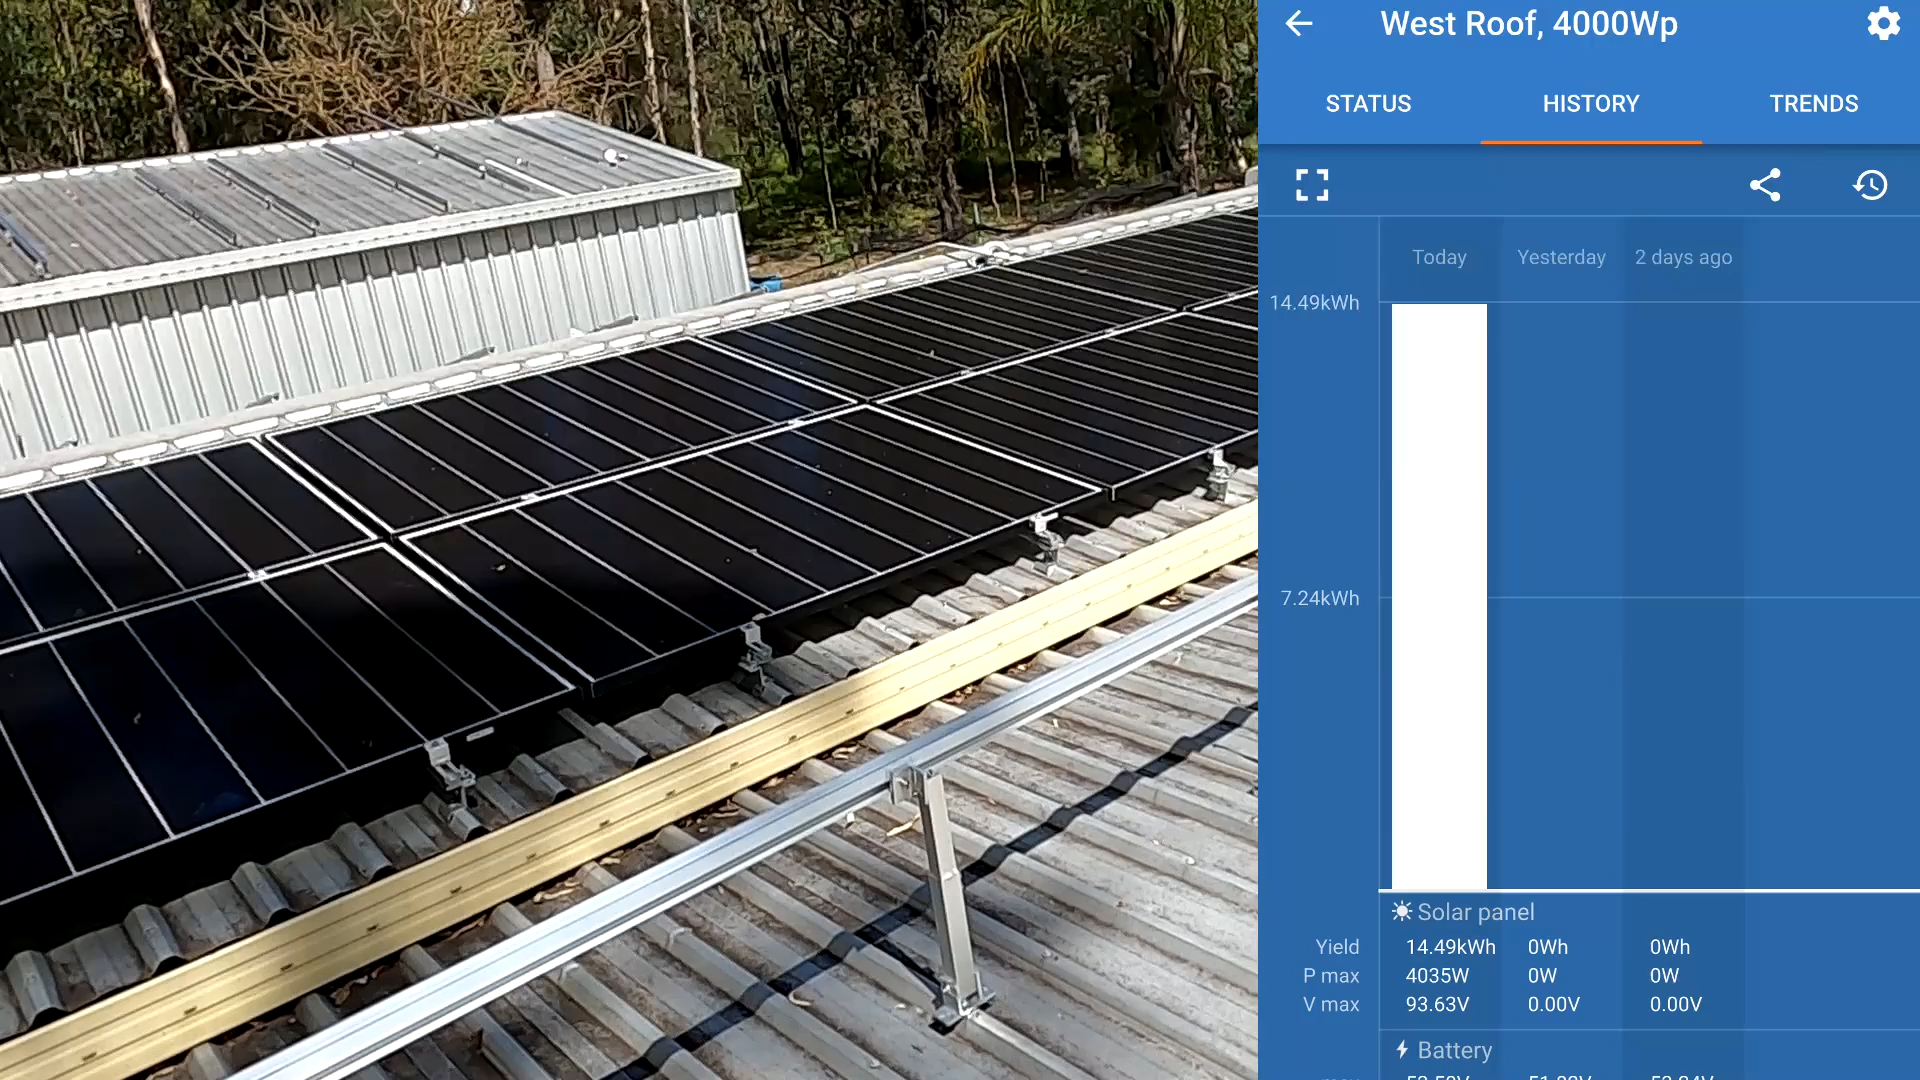 West Roof, 4000Wp
STATUS HISTORY TRENDS
Today Yesterday 2 days ago
14.49kWh
7.24kWh
Solar panel
Yield 14.49kWh 0Wh 0Wh
P max 4035W 0W 0W
V max 93.63V 0.00V 0.00V
Battery